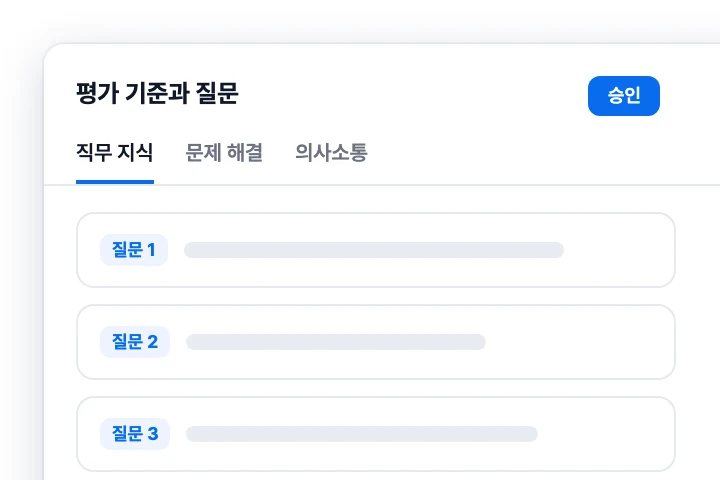 평가 기준과 질문
승인
직무 지식 문제 해결 의사소통
질문 1
질문 2
질문 3